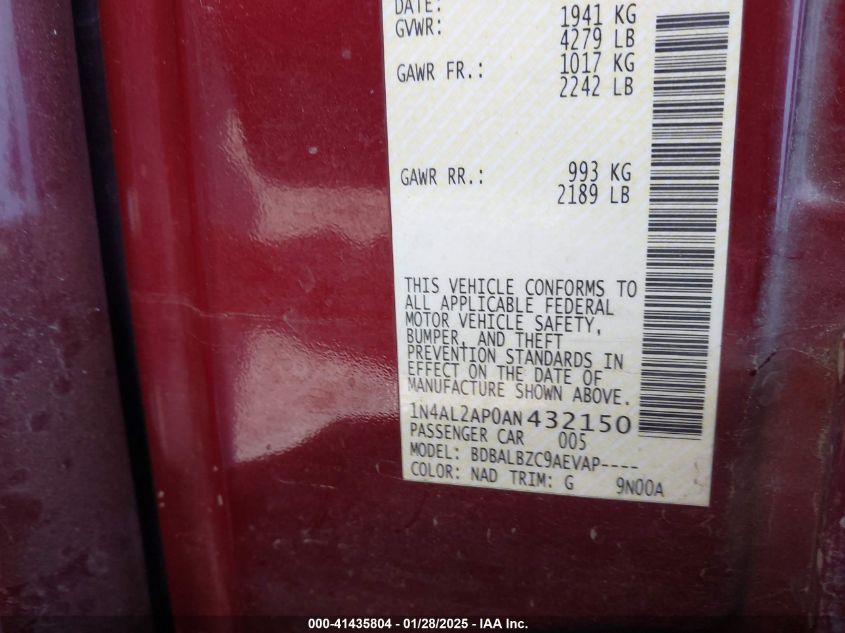 DATE:
GVWR: 1941 KG
4279 LB
GAWR FR.: 1017 KG
2242 LB
GAWR RR.: 993 KG
2189 LB
THIS VEHICLE CONFORMS TO
ALL APPLICABLE FEDERAL
MOTOR VEHICLE SAFETY,
BUMPER, AND THEFT
PREVENTION STANDARDS IN
EFFECT ON THE DATE OF
MANUFACTURE SHOWN ABOVE.
1N4AL2AP0AN432150
PASSENGER CAR 005
MODEL: BDBALBZC9AEVAP----
COLOR: NAD TRIM: G 9N00A
000-41435804 - 01/28/2025 - IAA Inc.